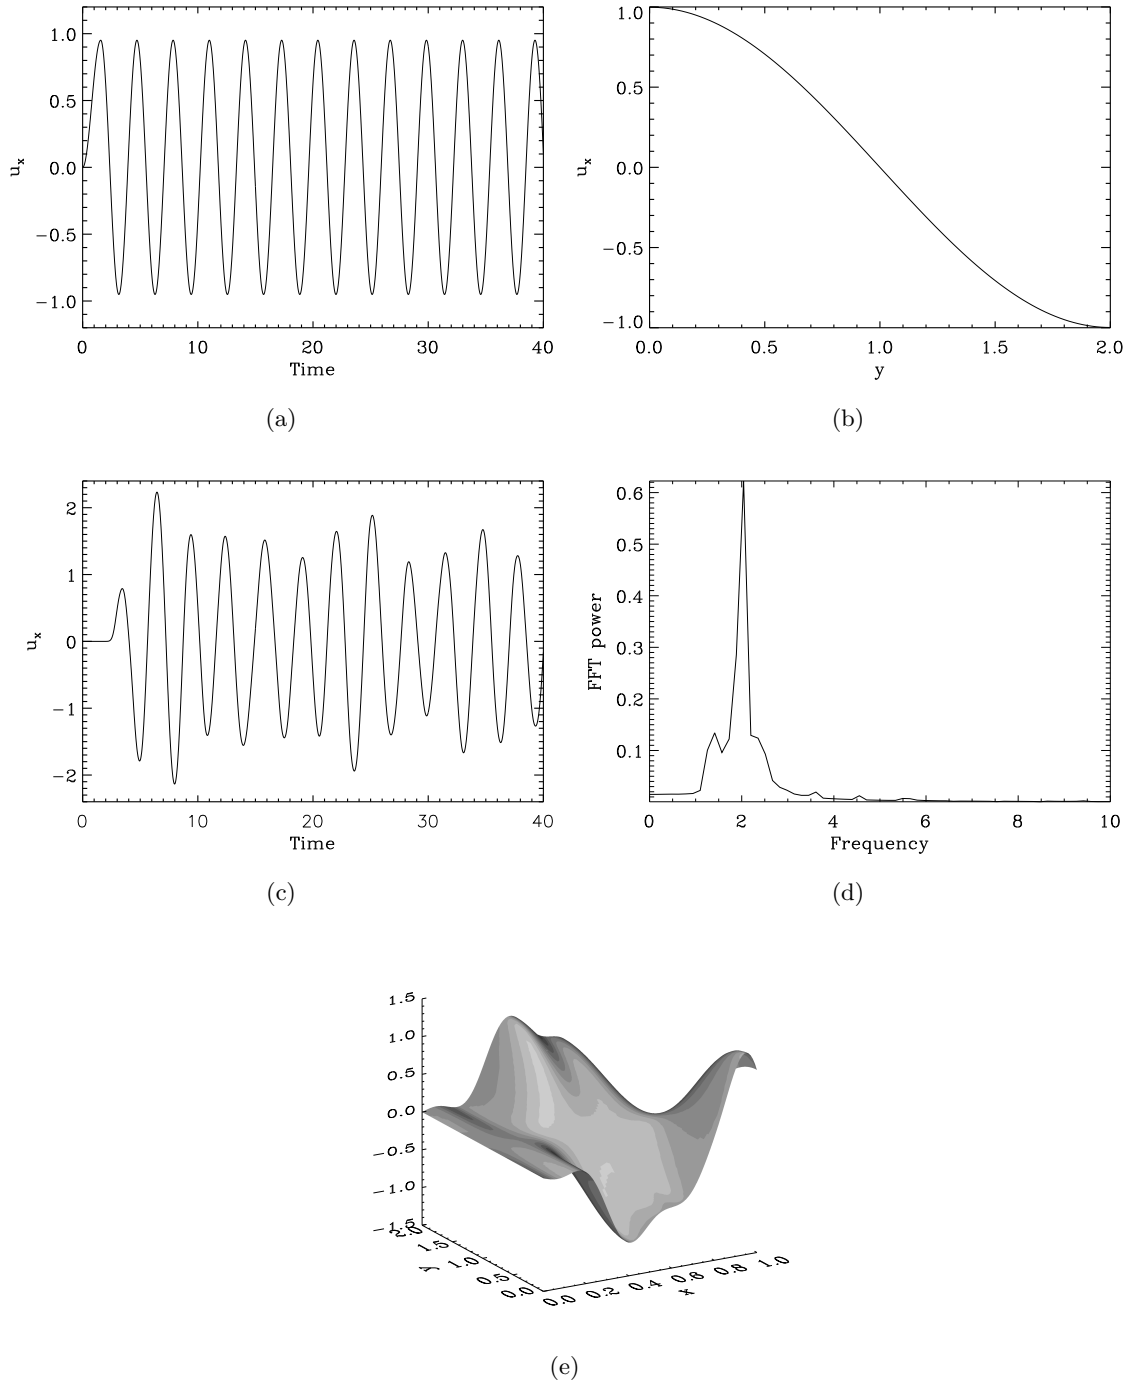 1.0
0.5
0.0
−0.5
−1.0
u_x
0 10 20 30 40
Time
(a)
1.0
0.5
0.0
−0.5
−1.0
u_x
0.0 0.5 1.0 1.5 2.0
y
(b)
2
1
0
−1
−2
u_x
0 10 20 30 40
Time
(c)
0.6
0.5
0.4
0.3
0.2
0.1
FFT power
0 2 4 6 8 10
Frequency
(d)
1.5
1.0
0.5
0.0
−0.5
−1.0
−1.5
2.0 1.5 1.0 0.5 0.0
y
0.0 0.2 0.4 0.6 0.8 1.0
x
(e)